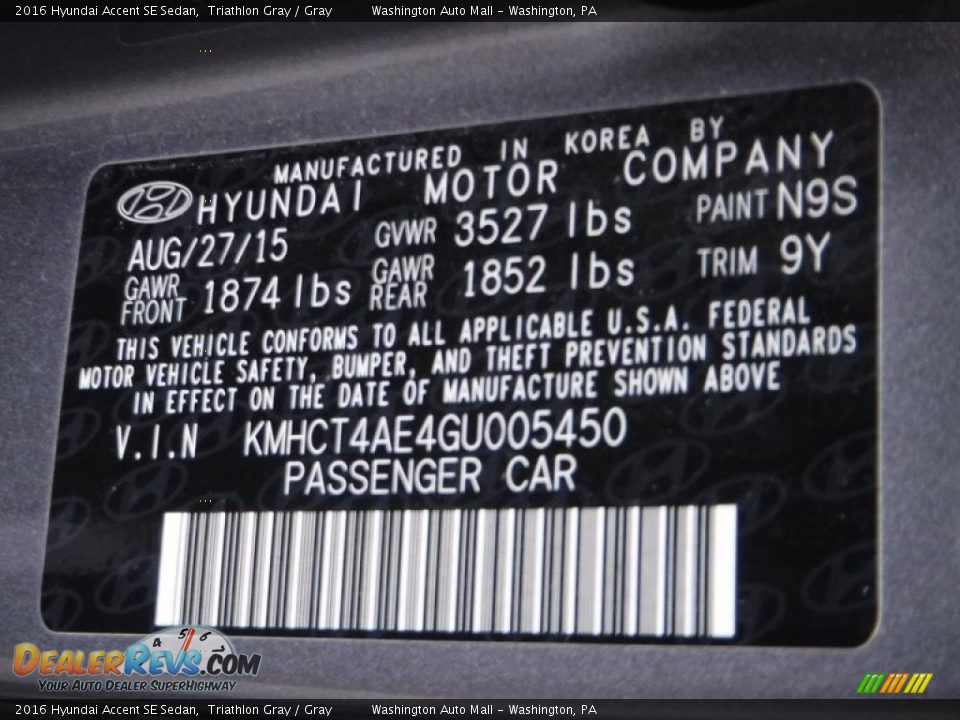 2016 Hyundai Accent SE Sedan, Triathlon Gray / Gray Washington Auto Mall - Washington, PA
MANUFACTURED IN KOREA BY
HYUNDAI MOTOR COMPANY
AUG/27/15 GVWR 3527 lbs PAINT N9S
GAWR FRONT 1874 lbs GAWR REAR 1852 lbs TRIM 9Y
THIS VEHICLE CONFORMS TO ALL APPLICABLE U.S.A. FEDERAL
MOTOR VEHICLE SAFETY, BUMPER, AND THEFT PREVENTION STANDARDS
IN EFFECT ON THE DATE OF MANUFACTURE SHOWN ABOVE
V.I.N KMHCT4AE4GU005450
PASSENGER CAR
4 5 6 7
DEALERREVS.COM
YOUR AUTO DEALER SUPERHIGHWAY
2016 Hyundai Accent SE Sedan, Triathlon Gray / Gray Washington Auto Mall - Washington, PA